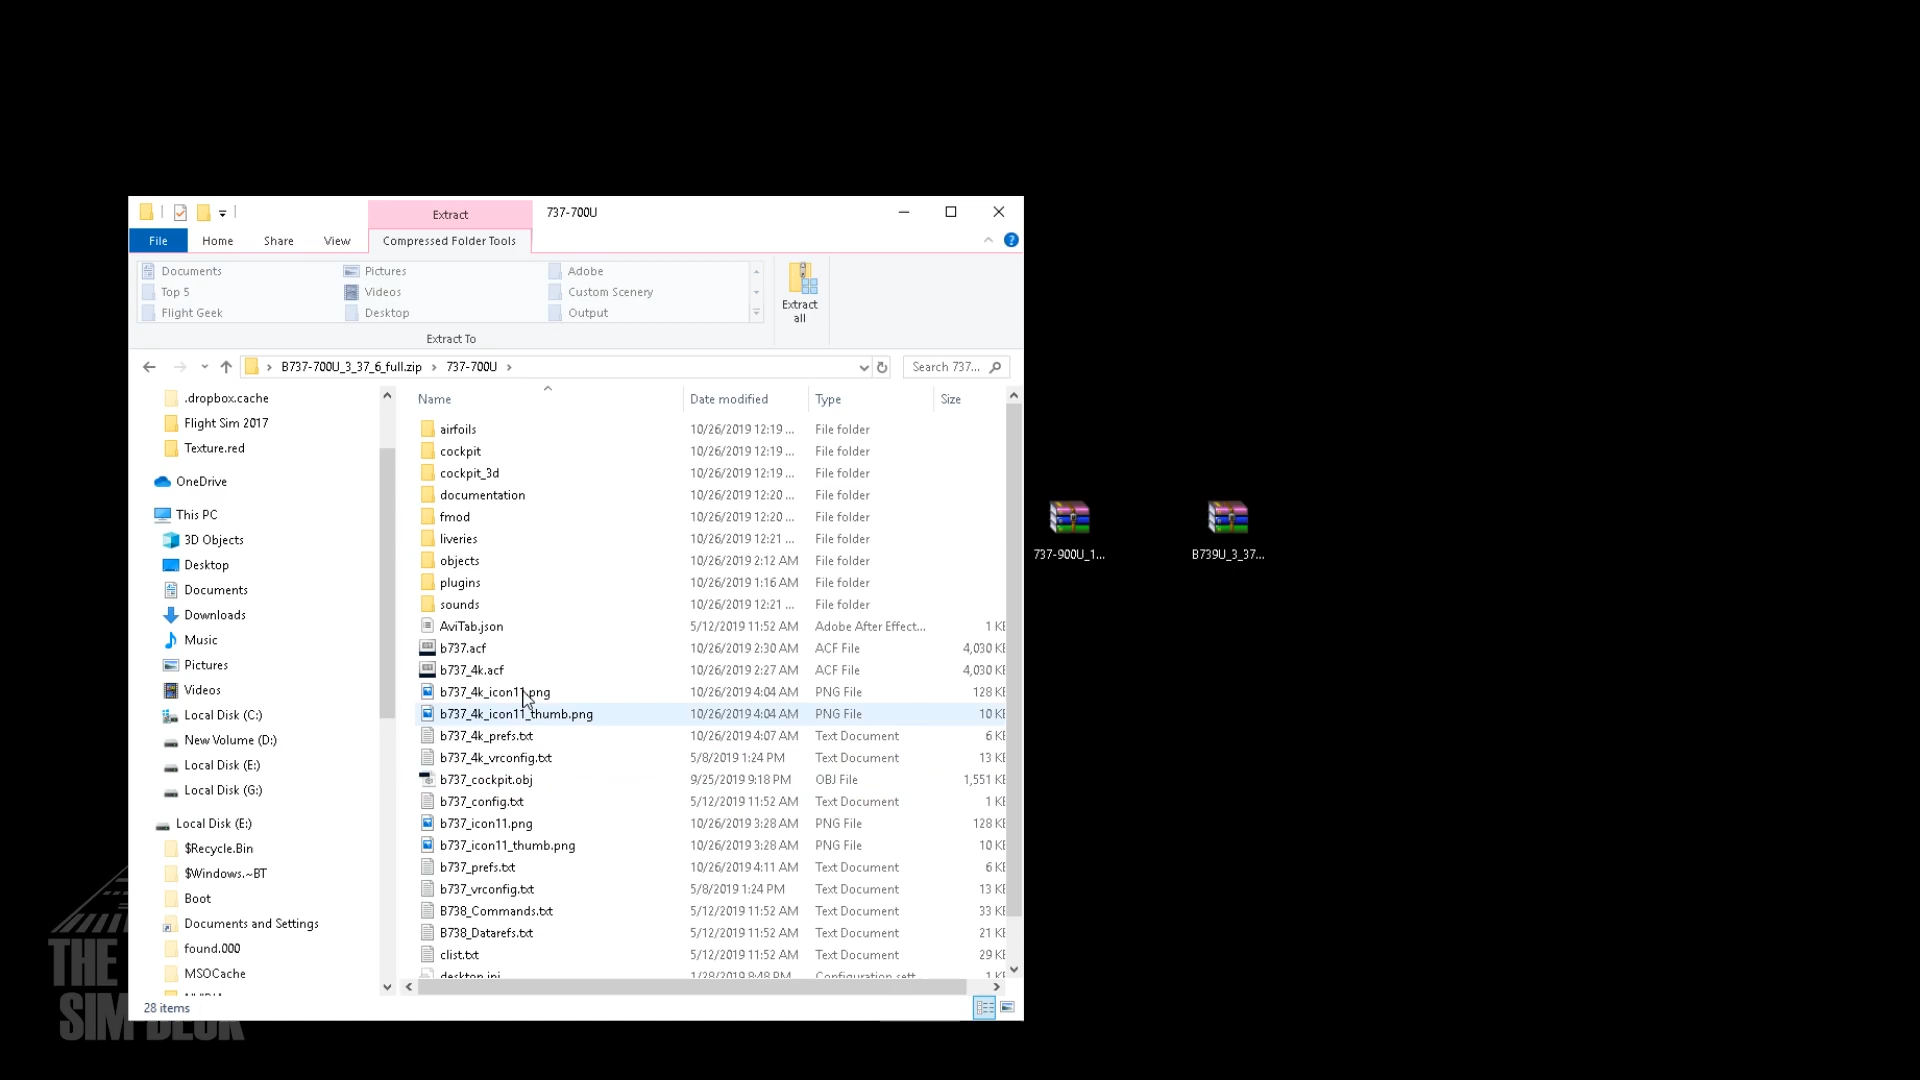 Extract
737-700U
File
Home
Share
View
Compressed Folder Tools
Documents
Pictures
Adobe
Top 5
Videos
Custom Scenery
Flight Geek
Desktop
Output
Extract all
Extract To
B737-700U_3_37_6_full.zip
737-700U
Search 737...
.dropbox.cache
Flight Sim 2017
Texture.red
OneDrive
This PC
3D Objects
Desktop
Documents
Downloads
Music
Pictures
Videos
Local Disk (C:)
New Volume (D:)
Local Disk (E:)
Local Disk (G:)
Local Disk (E:)
$Recycle.Bin
$Windows.~BT
Boot
Documents and Settings
found.000
MSOCache
Name Date modified Type Size
airfoils 10/26/2019 12:19 ... File folder
cockpit 10/26/2019 12:19 ... File folder
cockpit_3d 10/26/2019 12:19 ... File folder
documentation 10/26/2019 12:20 ... File folder
fmod 10/26/2019 12:20 ... File folder
liveries 10/26/2019 12:21 ... File folder
objects 10/26/2019 2:12 AM File folder
plugins 10/26/2019 1:16 AM File folder
sounds 10/26/2019 12:21 ... File folder
AviTab.json 5/12/2019 11:52 AM Adobe After Effect... 1 KB
b737.acf 10/26/2019 2:30 AM ACF File 4,030 KB
b737_4k.acf 10/26/2019 2:27 AM ACF File 4,030 KB
b737_4k_icon11.png 10/26/2019 4:04 AM PNG File 128 KB
b737_4k_icon11_thumb.png 10/26/2019 4:04 AM PNG File 10 KB
b737_4k_prefs.txt 10/26/2019 4:07 AM Text Document 6 KB
b737_4k_vrconfig.txt 5/8/2019 1:24 PM Text Document 13 KB
b737_cockpit.obj 9/25/2019 9:18 PM OBJ File 1,551 KB
b737_config.txt 5/12/2019 11:52 AM Text Document 1 KB
b737_icon11.png 10/26/2019 3:28 AM PNG File 128 KB
b737_icon11_thumb.png 10/26/2019 3:28 AM PNG File 10 KB
b737_prefs.txt 10/26/2019 4:11 AM Text Document 6 KB
b737_vrconfig.txt 5/8/2019 1:24 PM Text Document 13 KB
B738_Commands.txt 5/12/2019 11:52 AM Text Document 33 KB
B738_Datarefs.txt 5/12/2019 11:52 AM Text Document 21 KB
clist.txt 5/12/2019 11:52 AM Text Document 29 KB
desktop.ini 1/28/2019 8:48 PM Configuration sett... 1 KB
28 items
737-900U_1...
B739U_3_37...
THE
SIM DECK